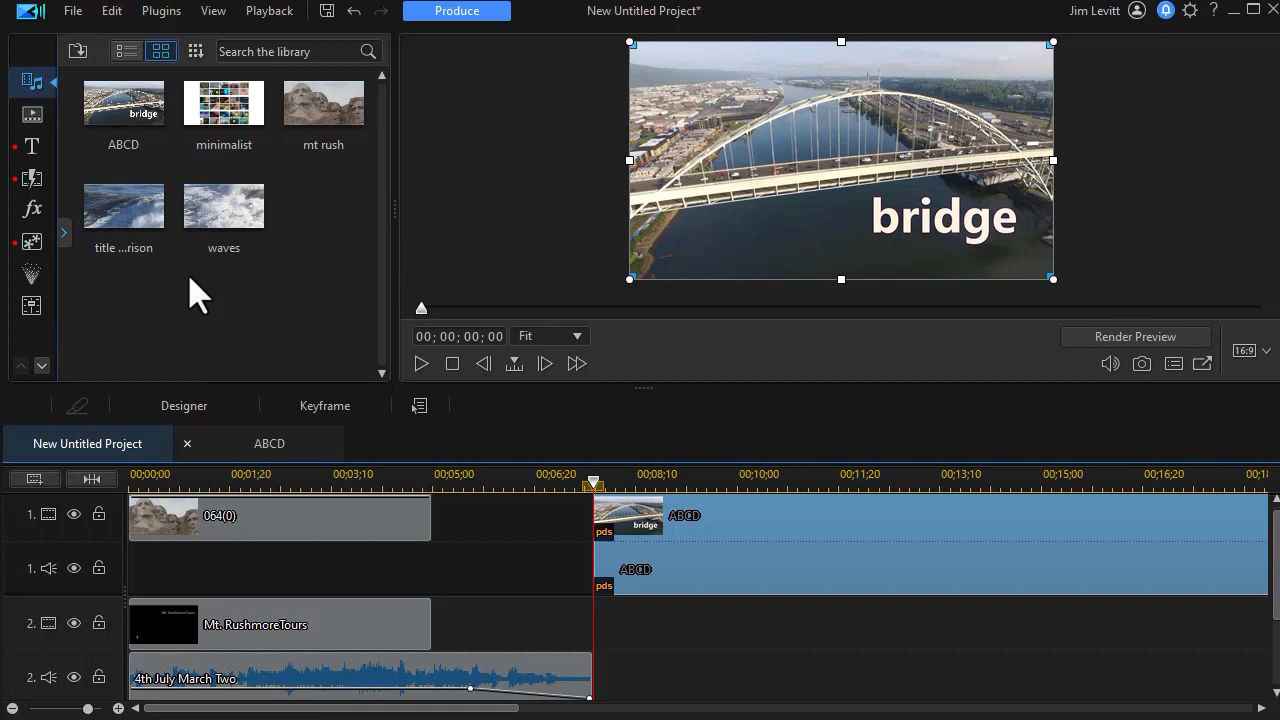 File Edit Plugins View Playback Produce New Untitled Project* Jim Levitt
Search the library
bridge
ABCD minimalist mt rush
title ...rison waves
bridge
00; 00; 00; 00 Fit Render Preview
16:9
Designer Keyframe
New Untitled Project ABCD
00;00;00 00;01;20 00;03;10 00;05;00 00;06;20 00;08;10 00;10;00 00;11;20 00;13;10 00;15;00 00;16;20 00;18
1. 064(0) bridge pds ABCD
1. ABCD pds
2. Mt. RushmoreTours
2. 4th July March Two